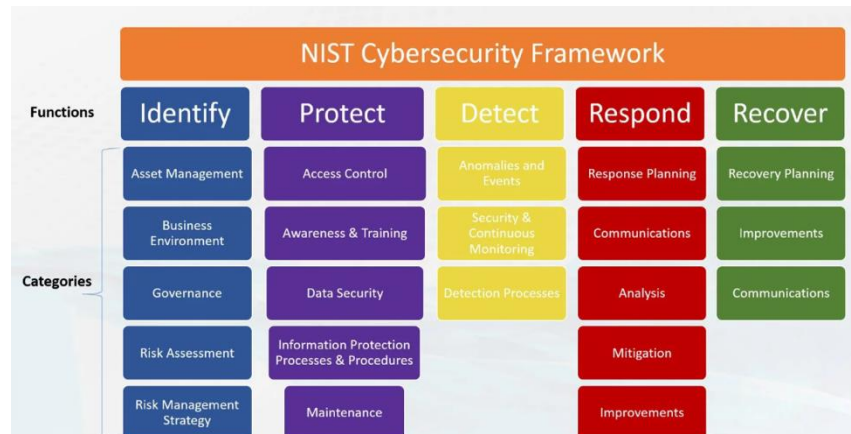 NIST Cybersecurity Framework
Functions
Identify
Protect
Detect
Respond
Recover
Categories
Asset Management
Access Control
Anomalies and
Events
Response Planning
Recovery Planning
Business
Environment
Awareness & Training
Security &
Continuous
Monitoring
Communications
Improvements
Governance
Data Security
Detection Processes
Analysis
Communications
Risk Assessment
Information Protection
Processes & Procedures
Mitigation
Risk Management
Strategy
Maintenance
Improvements